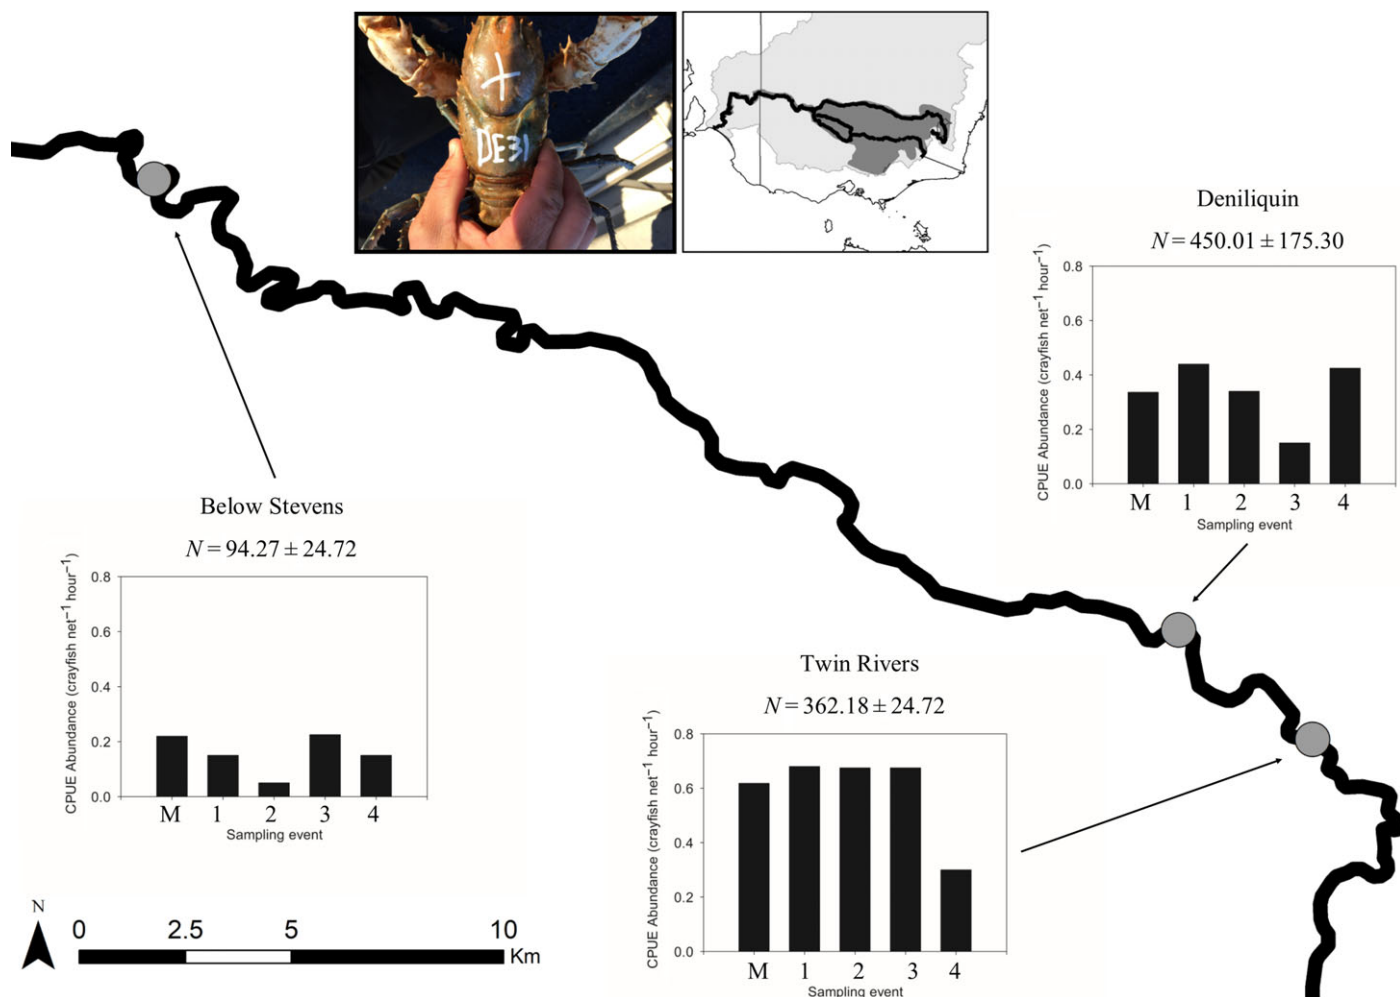 DE31
Deniliquin
N = 450.01 ± 175.30
CPUE Abundance (crayfish net⁻¹ hour⁻¹)
0.8
0.6
0.4
0.2
0.0
M 1 2 3 4
Sampling event
Below Stevens
N = 94.27 ± 24.72
CPUE Abundance (crayfish net⁻¹ hour⁻¹)
0.8
0.6
0.4
0.2
0.0
M 1 2 3 4
Sampling event
Twin Rivers
N = 362.18 ± 24.72
CPUE Abundance (crayfish net⁻¹ hour⁻¹)
0.8
0.6
0.4
0.2
0.0
M 1 2 3 4
Sampling event
N
0 2.5 5 10
Km